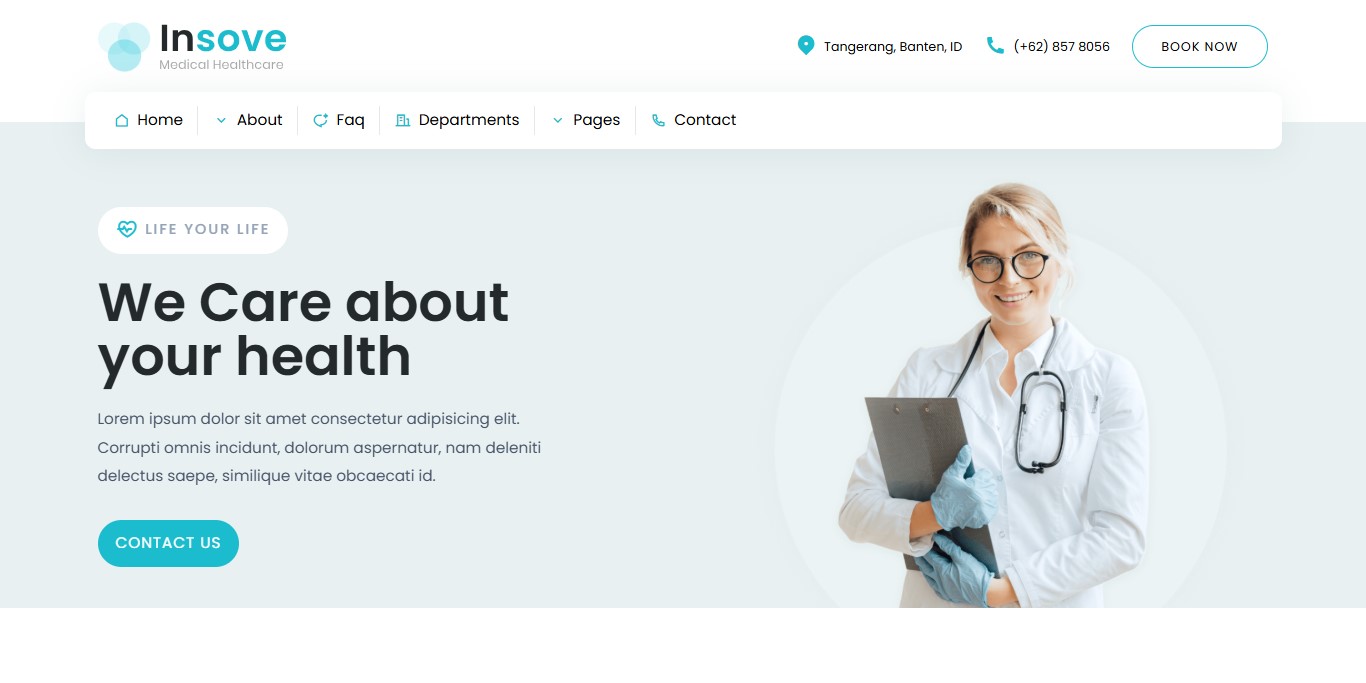 Insove
Medical Healthcare
Tangerang, Banten, ID
(+62) 857 8056
BOOK NOW
Home
About
Faq
Departments
Pages
Contact
LIFE YOUR LIFE
We Care about
your health
Lorem ipsum dolor sit amet consectetur adipisicing elit.
Corrupti omnis incidunt, dolorum aspernatur, nam deleniti
delectus saepe, similique vitae obcaecati id.
CONTACT US